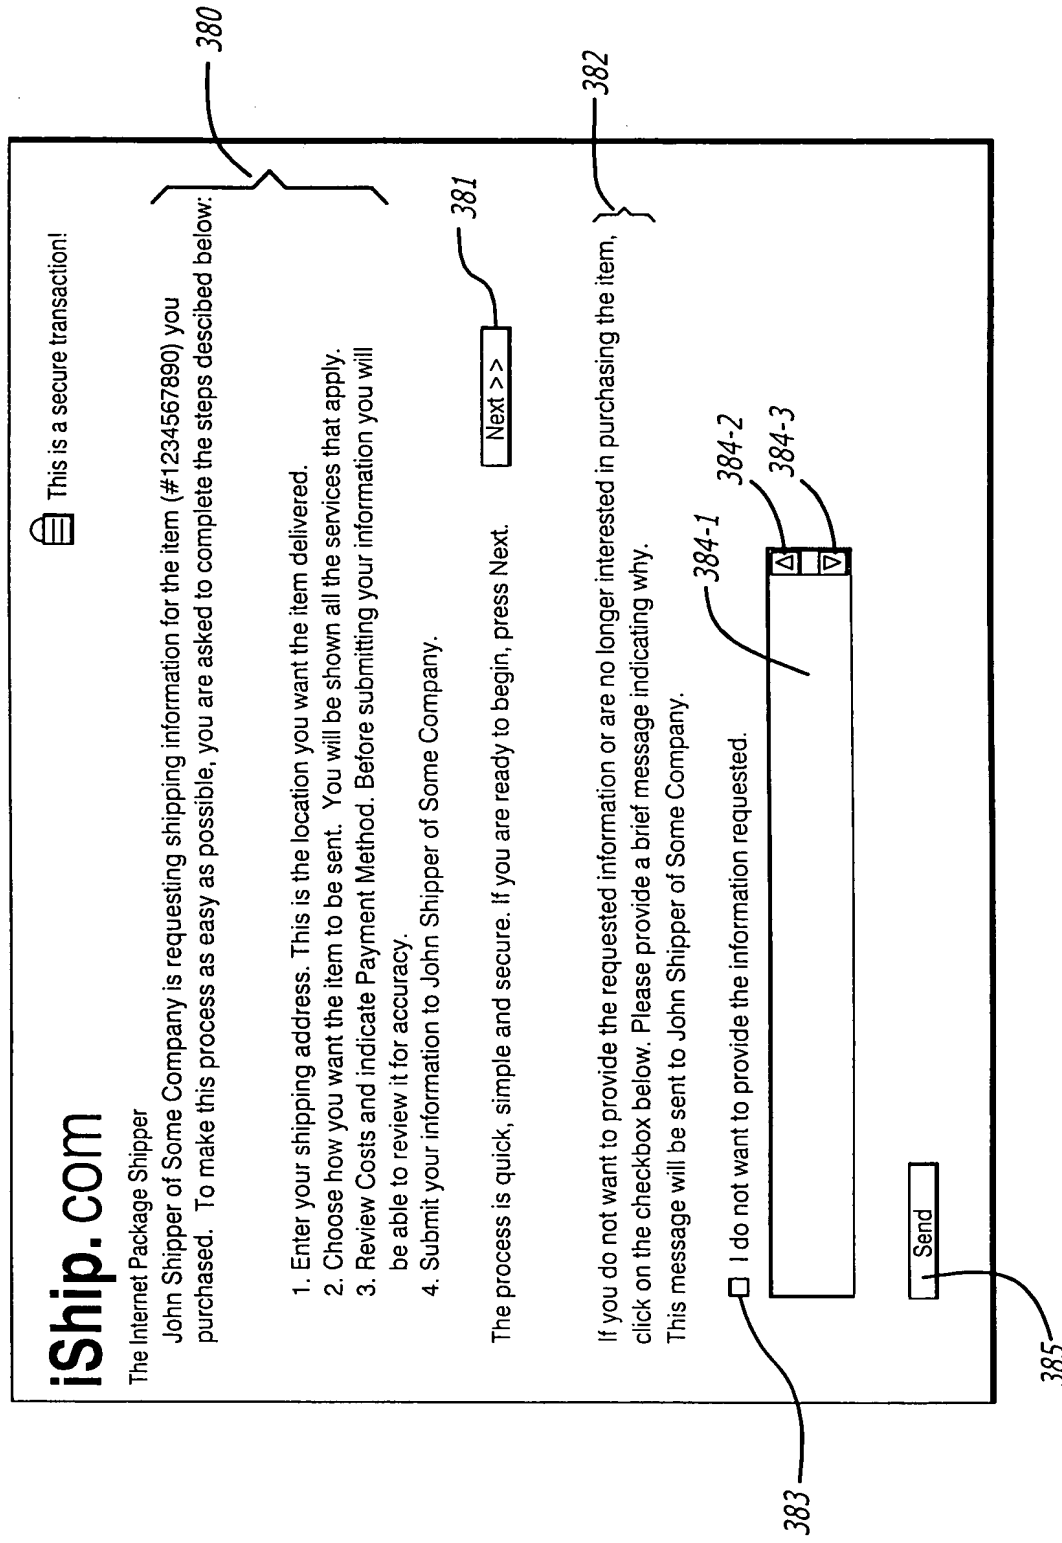 iShip.com
This is a secure transaction!
The Internet Package Shipper
John Shipper of Some Company is requesting shipping information for the item (#1234567890) you
purchased. To make this process as easy as possible, you are asked to complete the steps descibed below:
380
1. Enter your shipping address. This is the location you want the item delivered.
2. Choose how you want the item to be sent. You will be shown all the services that apply.
3. Review Costs and indicate Payment Method. Before submitting your information you will
be able to review it for accuracy.
4. Submit your information to John Shipper of Some Company.
The process is quick, simple and secure. If you are ready to begin, press Next.
Next >>
381
If you do not want to provide the requested information or are no longer interested in purchasing the item,
click on the checkbox below. Please provide a brief message indicating why.
This message will be sent to John Shipper of Some Company.
382
383
I do not want to provide the information requested.
384-1
384-2
384-3
Send
385